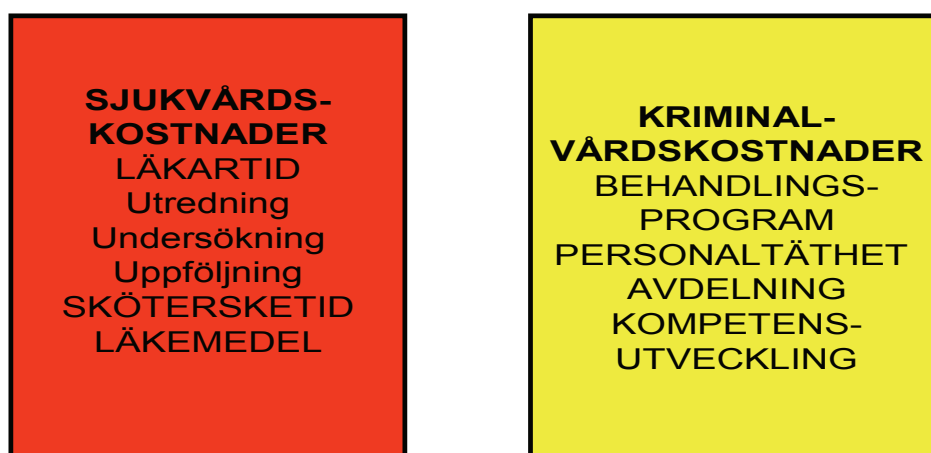 SJUKVÅRDS-
KOSTNADER
LÄKARTID
Utredning
Undersökning
Uppföljning
SKÖTERSKETID
LÄKEMEDEL
KRIMINAL-
VÅRDSKOSTNADER
BEHANDLINGS-
PROGRAM
PERSONALTÄTHET
AVDELNING
KOMPETENS-
UTVECKLING